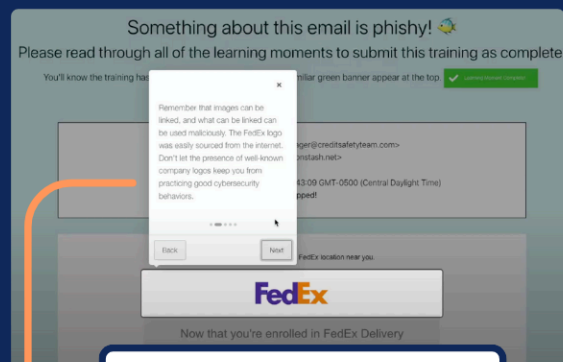 Something about this email is phishy!
Please read through all of the learning moments to submit this training as complete
You'll know the training has
miliar green banner appear at the top
Learning Moment Complete!
×
Remember that images can be
linked, and what can be linked can
be used maliciously. The FedEx logo
was easily sourced from the internet.
Don't let the presence of well-known
company logos keep you from
practicing good cybersecurity
behaviors.
ager@creditsafetyteam.com>
onstash.net>
43:09 GMT-0500 (Central Daylight Time)
pped!
Back
Next
FedEx location near you.
FedEx
Now that you're enrolled in FedEx Delivery